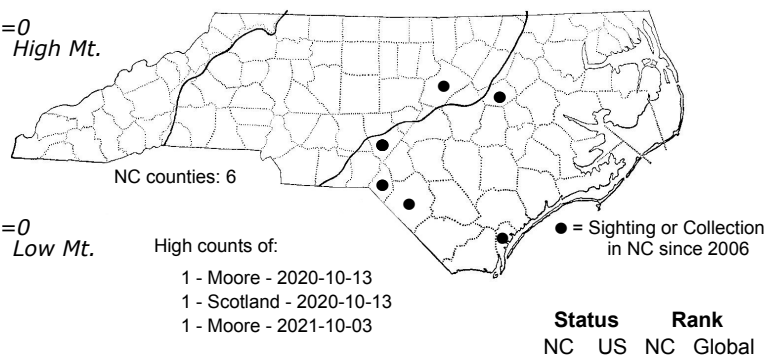 =0
High Mt.
NC counties: 6
=0
Low Mt.
High counts of:
1 - Moore - 2020-10-13
1 - Scotland - 2020-10-13
1 - Moore - 2021-10-03
● = Sighting or Collection
in NC since 2006
Status Rank
NC US NC Global